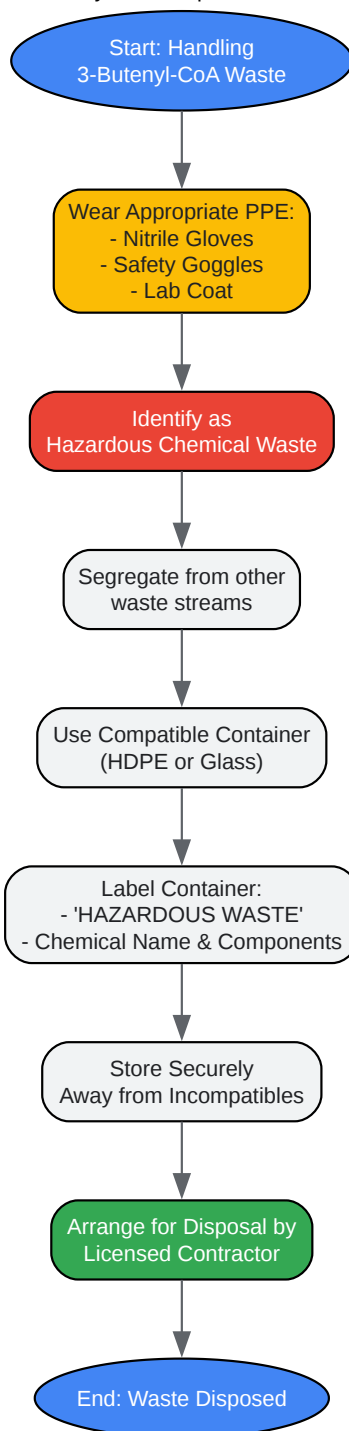 Start: Handling
3-Butenyl-CoA Waste
Wear Appropriate PPE:
- Nitrile Gloves
- Safety Goggles
- Lab Coat
Identify as
Hazardous Chemical Waste
Segregate from other
waste streams
Use Compatible Container
(HDPE or Glass)
Label Container:
- 'HAZARDOUS WASTE'
- Chemical Name & Components
Store Securely
Away from Incompatibles
Arrange for Disposal by
Licensed Contractor
End: Waste Disposed